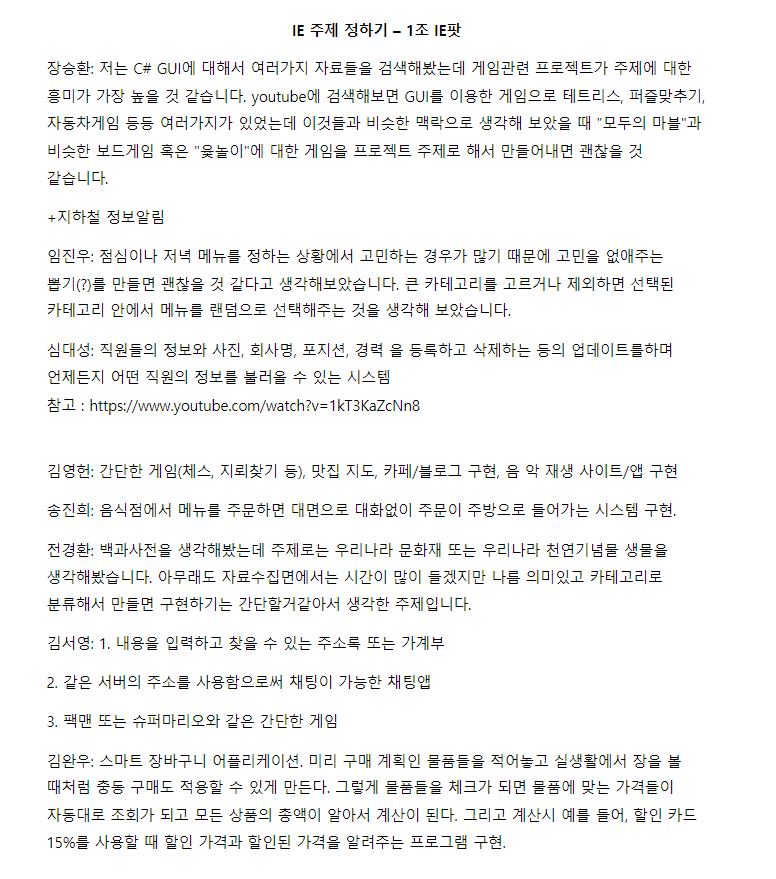 IE 주제 정하기 – 1조 IE팟
장승환: 저는 C# GUI에 대해서 여러가지 자료들을 검색해봤는데 게임관련 프로젝트가 주제에 대한
흥미가 가장 높을 것 같습니다. youtube에 검색해보면 GUI를 이용한 게임으로 테트리스, 퍼즐맞추기,
자동차게임 등등 여러가지가 있었는데 이것들과 비슷한 맥락으로 생각해 보았을 때 "모두의 마블"과
비슷한 보드게임 혹은 "윷놀이"에 대한 게임을 프로젝트 주제로 해서 만들어내면 괜찮을 것
같습니다.
+지하철 정보알림
임진우: 점심이나 저녁 메뉴를 정하는 상황에서 고민하는 경우가 많기 때문에 고민을 없애주는
뽑기(?)를 만들면 괜찮을 것 같다고 생각해보았습니다. 큰 카테고리를 고르거나 제외하면 선택된
카테고리 안에서 메뉴를 랜덤으로 선택해주는 것을 생각해 보았습니다.
심대성: 직원들의 정보와 사진, 회사명, 포지션, 경력 을 등록하고 삭제하는 등의 업데이트를하며
언제든지 어떤 직원의 정보를 불러올 수 있는 시스템
참고 : https://www.youtube.com/watch?v=1kT3KaZcNn8
김영헌: 간단한 게임(체스, 지뢰찾기 등), 맛집 지도, 카페/블로그 구현, 음 악 재생 사이트/앱 구현
송진희: 음식점에서 메뉴를 주문하면 대면으로 대화없이 주문이 주방으로 들어가는 시스템 구현.
전경환: 백과사전을 생각해봤는데 주제로는 우리나라 문화재 또는 우리나라 천연기념물 생물을
생각해봤습니다. 아무래도 자료수집면에서는 시간이 많이 들겠지만 나름 의미있고 카테고리로
분류해서 만들면 구현하기는 간단할거같아서 생각한 주제입니다.
김서영: 1. 내용을 입력하고 찾을 수 있는 주소록 또는 가계부
2. 같은 서버의 주소를 사용함으로써 채팅이 가능한 채팅앱
3. 팩맨 또는 슈퍼마리오와 같은 간단한 게임
김완우: 스마트 장바구니 어플리케이션. 미리 구매 계획인 물품들을 적어놓고 실생활에서 장을 볼
때처럼 충동 구매도 적용할 수 있게 만든다. 그렇게 물품들을 체크가 되면 물품에 맞는 가격들이
자동대로 조회가 되고 모든 상품의 총액이 알아서 계산이 된다. 그리고 계산시 예를 들어, 할인 카드
15%를 사용할 때 할인 가격과 할인된 가격을 알려주는 프로그램 구현.